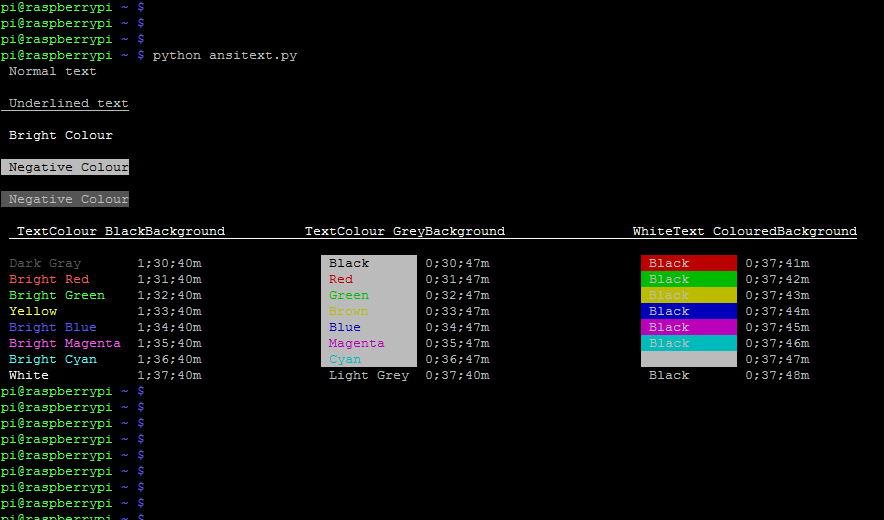 pi@raspberrypi ~ $
pi@raspberrypi ~ $
pi@raspberrypi ~ $
pi@raspberrypi ~ $ python ansitext.py
Normal text
Underlined text
Bright Colour
Negative Colour
Negative Colour
TextColour BlackBackground TextColour GreyBackground WhiteText ColouredBackground
Dark Gray 1;30;40m Black 0;30;47m Black 0;37;41m
Bright Red 1;31;40m Red 0;31;47m Black 0;37;42m
Bright Green 1;32;40m Green 0;32;47m Black 0;37;43m
Yellow 1;33;40m Brown 0;33;47m Black 0;37;44m
Bright Blue 1;34;40m Blue 0;34;47m Black 0;37;45m
Bright Magenta 1;35;40m Magenta 0;35;47m Black 0;37;46m
Bright Cyan 1;36;40m Cyan 0;36;47m 0;37;47m
White 1;37;40m Light Grey 0;37;40m Black 0;37;48m
pi@raspberrypi ~ $
pi@raspberrypi ~ $
pi@raspberrypi ~ $
pi@raspberrypi ~ $
pi@raspberrypi ~ $
pi@raspberrypi ~ $
pi@raspberrypi ~ $
pi@raspberrypi ~ $
pi@raspberrypi ~ $